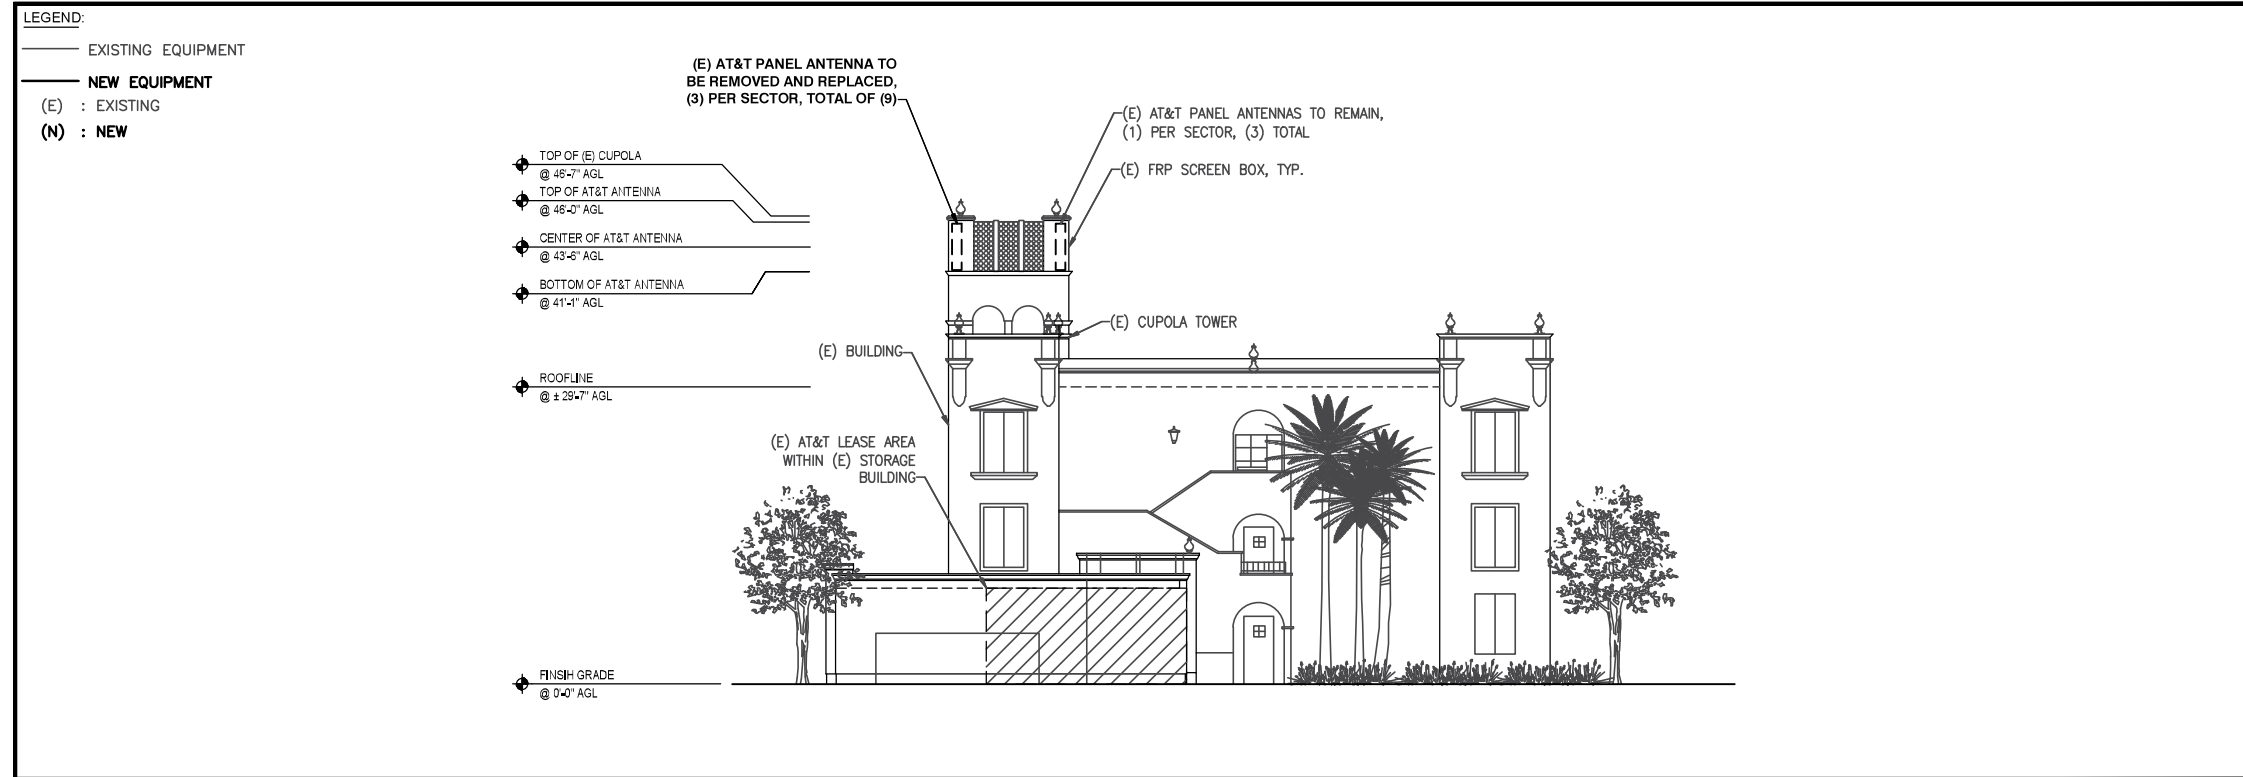 LEGEND:
EXISTING EQUIPMENT
NEW EQUIPMENT
(E) : EXISTING
(N) : NEW
(E) AT&T PANEL ANTENNA TO
BE REMOVED AND REPLACED,
(3) PER SECTOR, TOTAL OF (9)
(E) AT&T PANEL ANTENNAS TO REMAIN,
(1) PER SECTOR, (3) TOTAL
(E) FRP SCREEN BOX, TYP.
TOP OF (E) CUPOLA
@ 46'-7" AGL
TOP OF AT&T ANTENNA
@ 46'-0" AGL
CENTER OF AT&T ANTENNA
@ 43'-6" AGL
BOTTOM OF AT&T ANTENNA
@ 41'-1" AGL
(E) CUPOLA TOWER
(E) BUILDING
ROOFLINE
@ ± 29'-7" AGL
(E) AT&T LEASE AREA
WITHIN (E) STORAGE
BUILDING
FINSIH GRADE
@ 0'-0" AGL